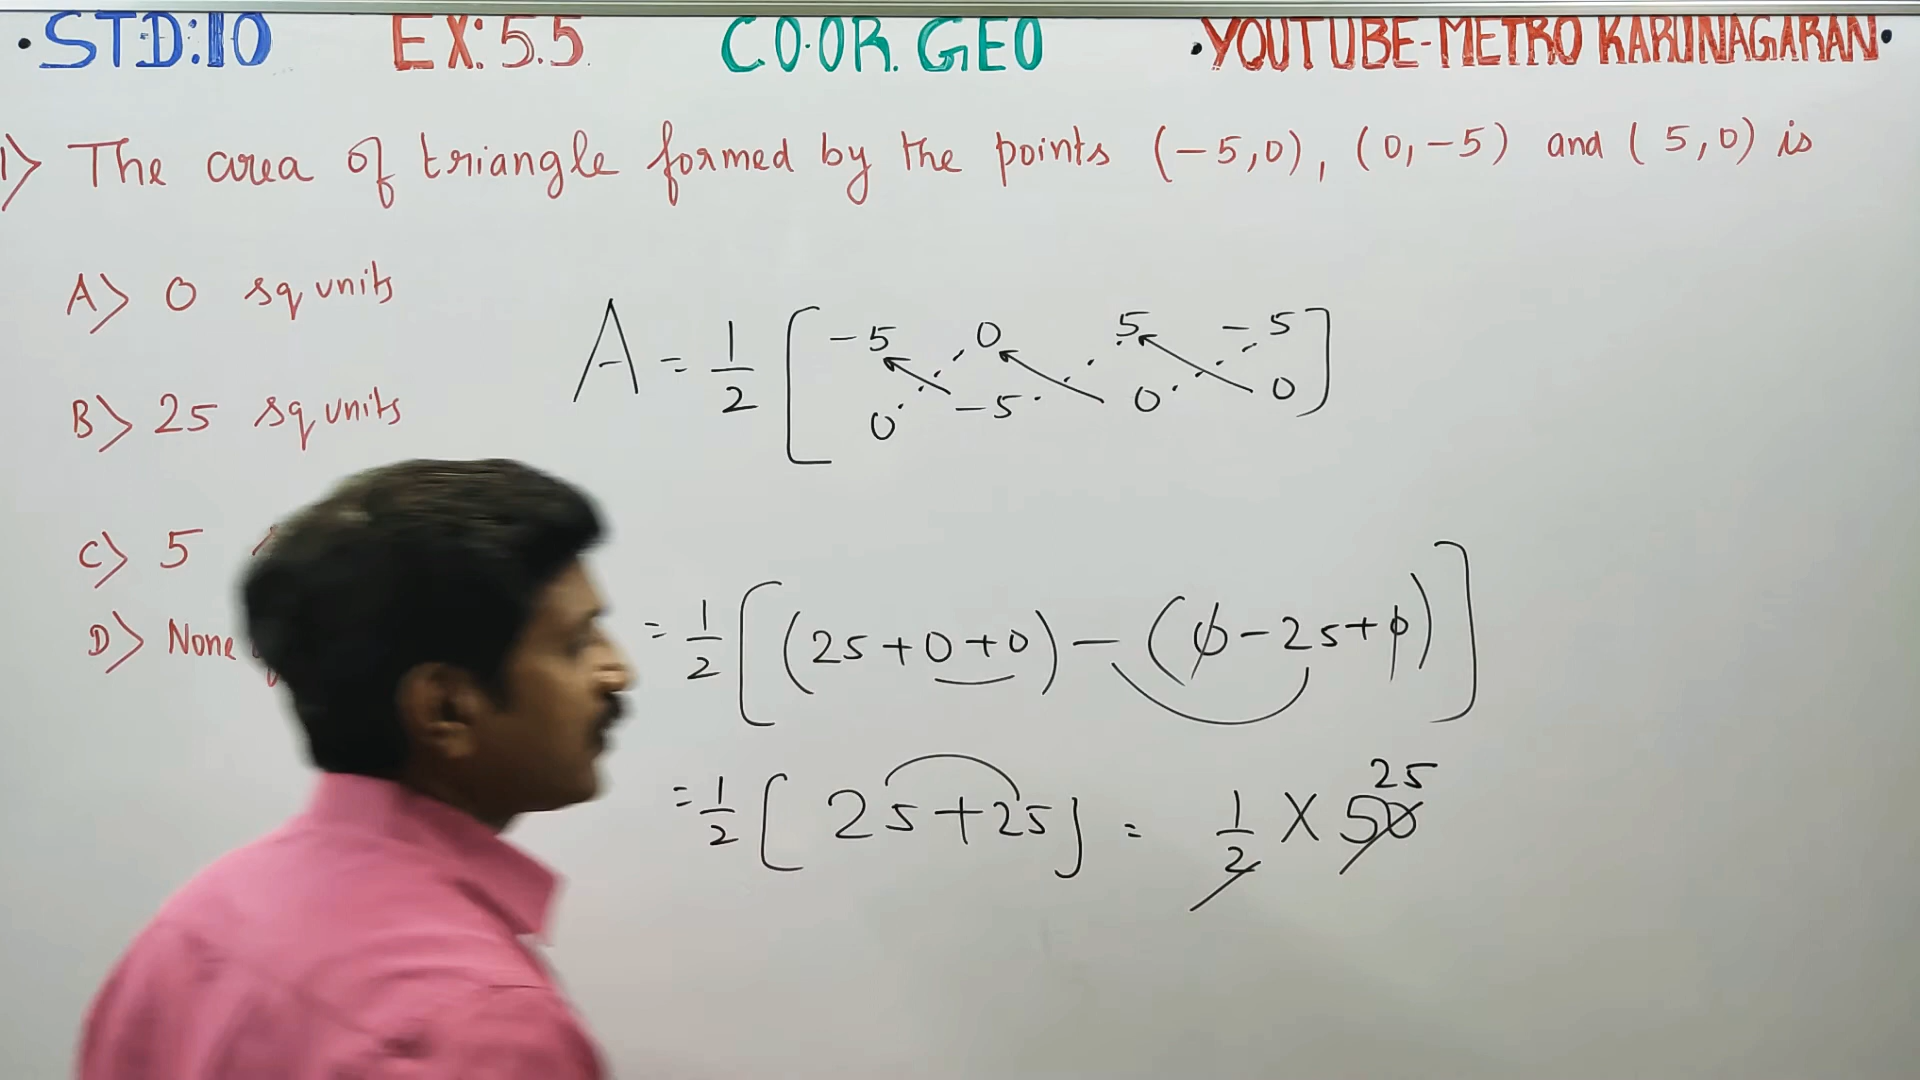 •STD:10 EX:5.5 CO.OR.GEO •YOUTUBE-METRO KARUNAGARAN•
1) The area of triangle formed by the points (-5,0), (0,-5) and (5,0) is
A) 0 sq units
B) 25 sq units
C) 5
D) None
A = 1/2 [ -5 0 5 -5
0 -5 0 0 ]
= 1/2 [(25+0+0) - (0-25+0)]
= 1/2 [25+25] = 1/2 X 50 25